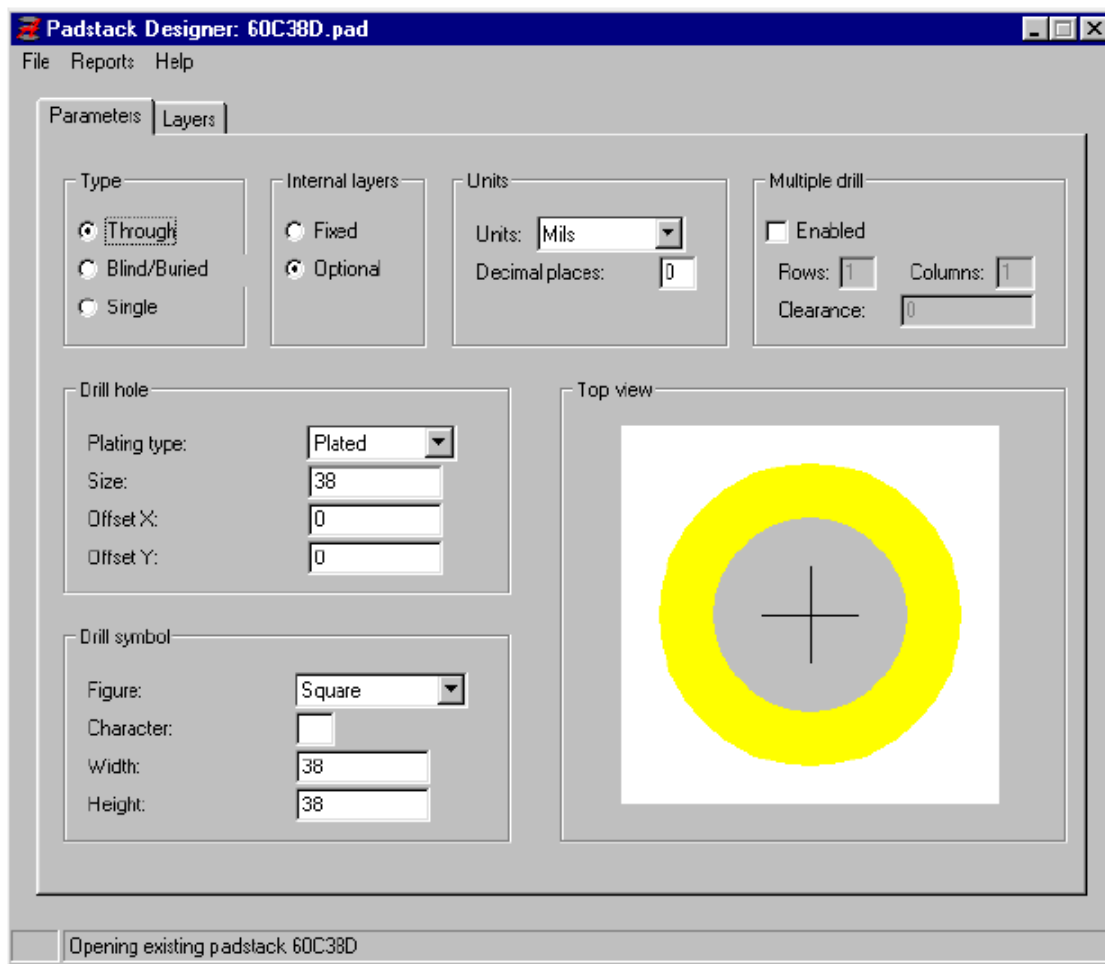 Padstack Designer: 60C38D.pad
File Reports Help
Parameters Layers
Type
Through
Blind/Buried
Single
Internal layers
Fixed
Optional
Units
Units: Mils
Decimal places: 0
Multiple drill
Enabled
Rows: 1 Columns: 1
Clearance: 0
Drill hole
Plating type: Plated
Size: 38
Offset X: 0
Offset Y: 0
Top view
Drill symbol
Figure: Square
Character:
Width: 38
Height: 38
Opening existing padstack 60C38D